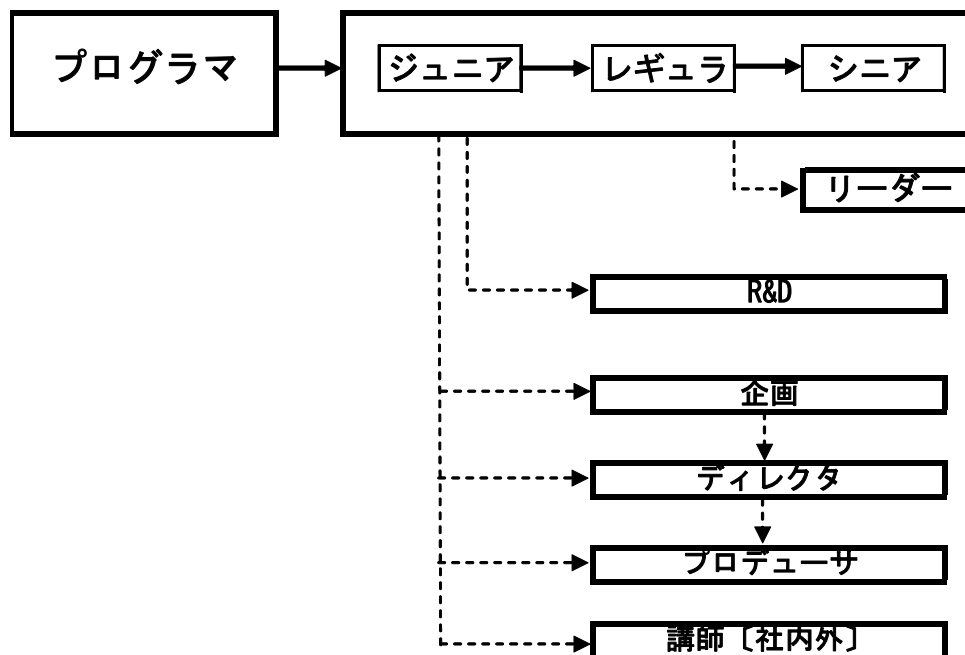 プログラマ
ジュニア
レギュラ
シニア
リーダー
R&D
企画
ディレクタ
プロデューサ
講師〔社内外〕